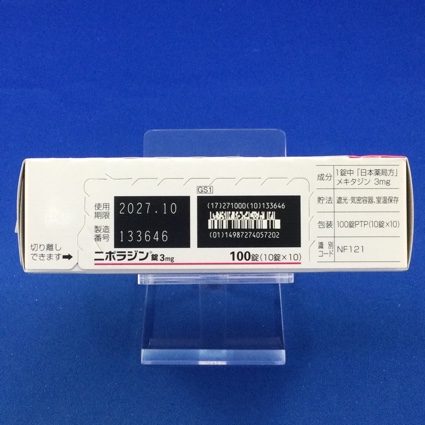 切り離し
できます➡
使用
期限
2027.10
製造
番号
133646
GS1
(17)271000(10)133646
(01)14987274057202
ニポラジン錠3mg
100錠(10錠×10)
成分 1錠中「日本薬局方」
メキタジン 3mg
貯法 遮光・気密容器、室温保存
包装 100錠PTP(10錠×10)
識別
コード NF121